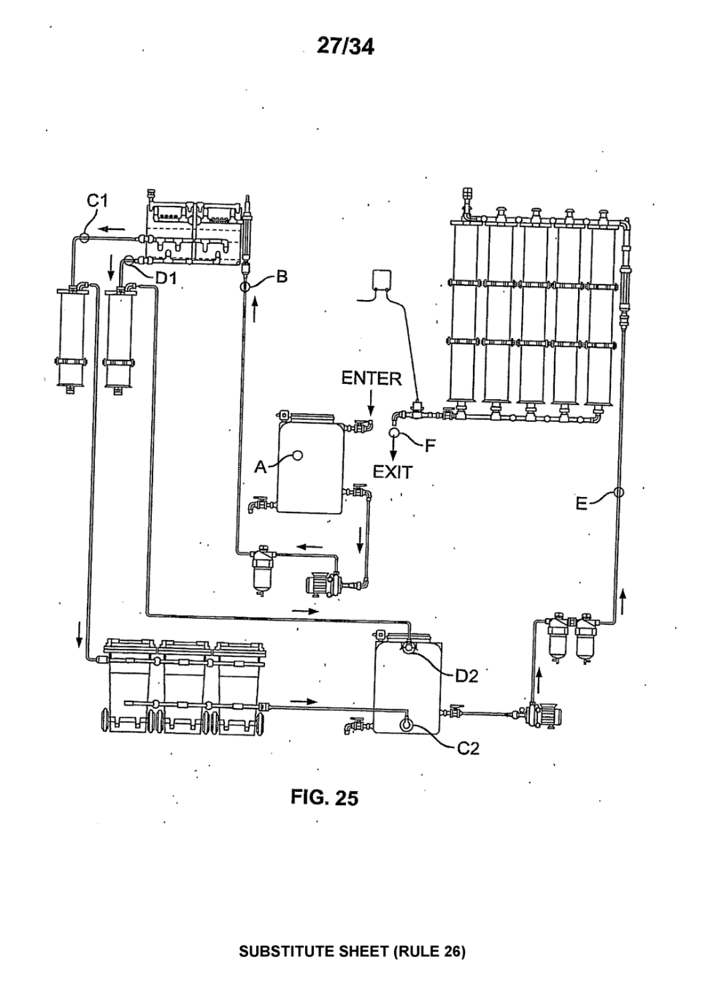 27/34
C1
D1
B
ENTER
A
F
EXIT
E
D2
C2
FIG. 25
SUBSTITUTE SHEET (RULE 26)